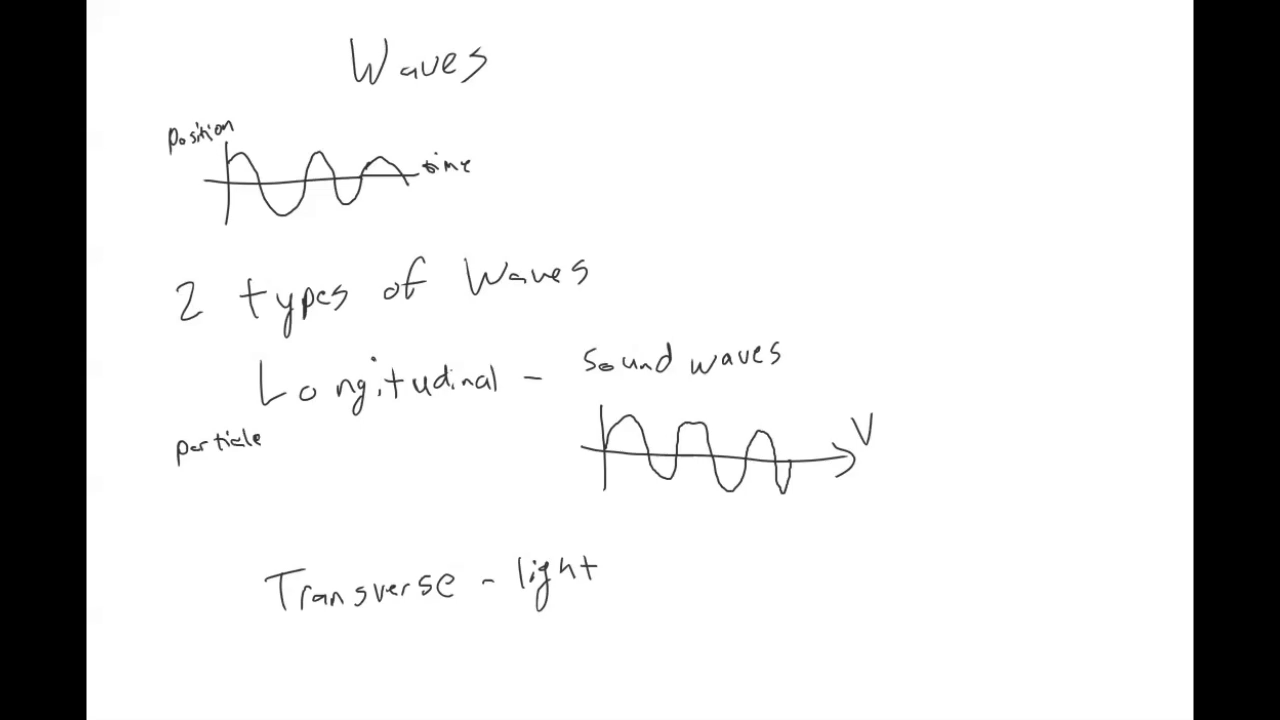 Waves
Position
time
2 types of Waves
Longitudinal - Sound waves
particle
V
Transverse - light